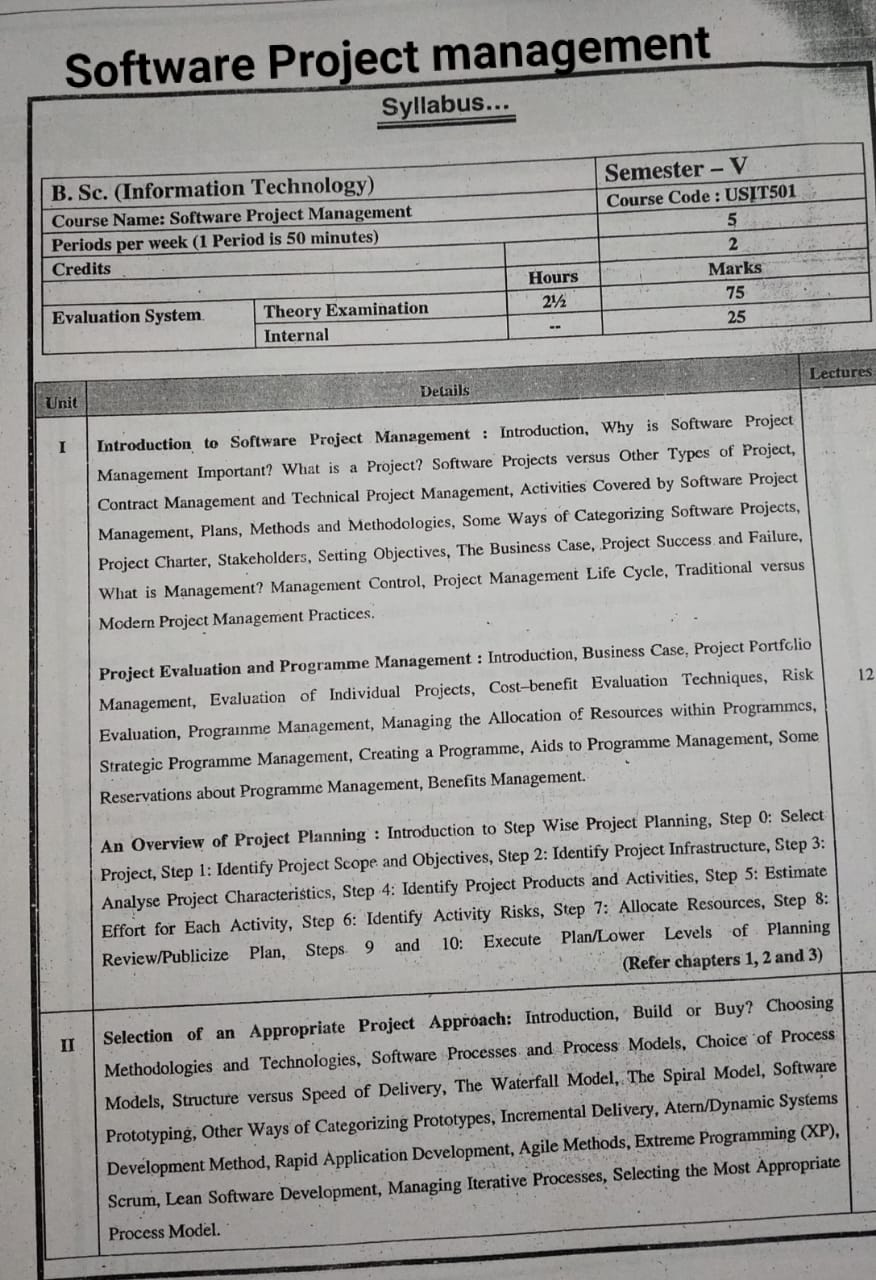 Software Project management
Syllabus...
B. Sc. (Information Technology) Semester – V
Course Name: Software Project Management Course Code : USIT501
Periods per week (1 Period is 50 minutes) 5
Credits 2
Hours Marks
Evaluation System Theory Examination 2½ 75
Internal -- 25
Unit Details Lectures
I Introduction to Software Project Management : Introduction, Why is Software Project
Management Important? What is a Project? Software Projects versus Other Types of Project,
Contract Management and Technical Project Management, Activities Covered by Software Project
Management, Plans, Methods and Methodologies, Some Ways of Categorizing Software Projects,
Project Charter, Stakeholders, Setting Objectives, The Business Case, Project Success and Failure,
What is Management? Management Control, Project Management Life Cycle, Traditional versus
Modern Project Management Practices.
Project Evaluation and Programme Management : Introduction, Business Case, Project Portfolio
Management, Evaluation of Individual Projects, Cost–benefit Evaluation Techniques, Risk 12
Evaluation, Programme Management, Managing the Allocation of Resources within Programmes,
Strategic Programme Management, Creating a Programme, Aids to Programme Management, Some
Reservations about Programme Management, Benefits Management.
An Overview of Project Planning : Introduction to Step Wise Project Planning, Step 0: Select
Project, Step 1: Identify Project Scope and Objectives, Step 2: Identify Project Infrastructure, Step 3:
Analyse Project Characteristics, Step 4: Identify Project Products and Activities, Step 5: Estimate
Effort for Each Activity, Step 6: Identify Activity Risks, Step 7: Allocate Resources, Step 8:
Review/Publicize Plan, Steps 9 and 10: Execute Plan/Lower Levels of Planning
(Refer chapters 1, 2 and 3)
II Selection of an Appropriate Project Approach: Introduction, Build or Buy? Choosing
Methodologies and Technologies, Software Processes and Process Models, Choice of Process
Models, Structure versus Speed of Delivery, The Waterfall Model, The Spiral Model, Software
Prototyping, Other Ways of Categorizing Prototypes, Incremental Delivery, Atern/Dynamic Systems
Development Method, Rapid Application Development, Agile Methods, Extreme Programming (XP),
Scrum, Lean Software Development, Managing Iterative Processes, Selecting the Most Appropriate
Process Model.